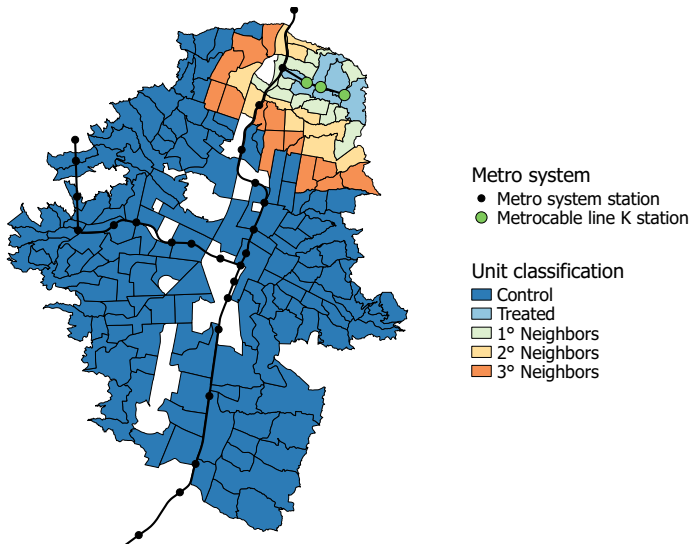 Metro system
Metro system station
Metrocable line K station
Unit classification
Control
Treated
1° Neighbors
2° Neighbors
3° Neighbors